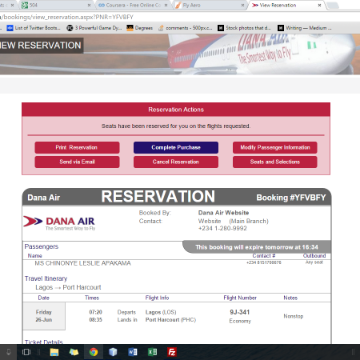 504
Coursera - Free Online C
Fly Aero
View Reservation
/bookings/view_reservation.aspx?PNR=YFVBFY
List of Twitter Boots...
3 Powerful Game Dy...
Degrees
comments - 900px.c...
Stock photos that d...
Writing — Medium
IEW RESERVATION
DANA AIR
The Smartest Way to Fly...
Reservation Actions
Seats have been reserved for you on the flights requested.
Print Reservation
Complete Purchase
Modify Passenger Information
Send via Email
Cancel Reservation
Seats and Selections
Dana Air
RESERVATION
Booking #YFVBFY
DANA AIR
The Smartest Way to Fly
Booked By: Dana Air Website
Contact: Website (Main Branch)
+234 1-280-9992
Passengers
This booking will expire tomorrow at 19:24
Name Contact # Outbound
MS CHINONYE LESLIE APAKAMA
Any seat
Travel Itinerary
Lagos → Port Harcourt
Date Times Flight Info Flight Number Notes
Friday 07:20 Departs Lagos (LOS) 9J-341 Nonstop
26-Jun 08:35 Lands in Port Harcourt (PHC) Economy
Ticket Details